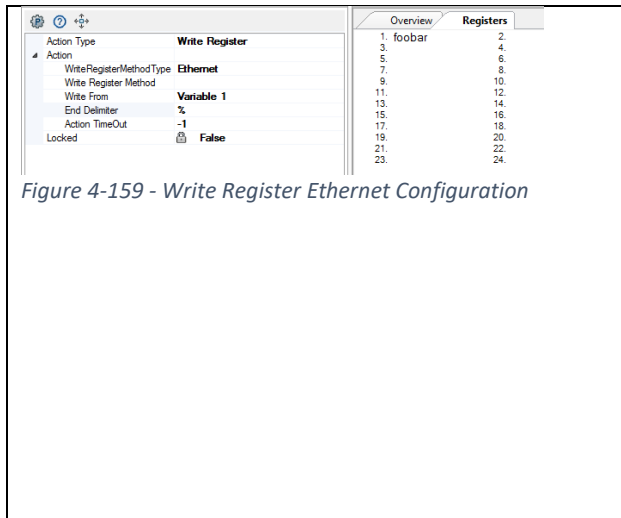 Action Type Write Register
Action
WriteRegisterMethodType Ethernet
Write Register Method
Write From Variable 1
End Delimiter %
Action TimeOut -1
Locked False
Overview Registers
1. foobar 2.
3. 4.
5. 6.
7. 8.
9. 10.
11. 12.
13. 14.
15. 16.
17. 18.
19. 20.
21. 22.
23. 24.
Figure 4-159 - Write Register Ethernet Configuration